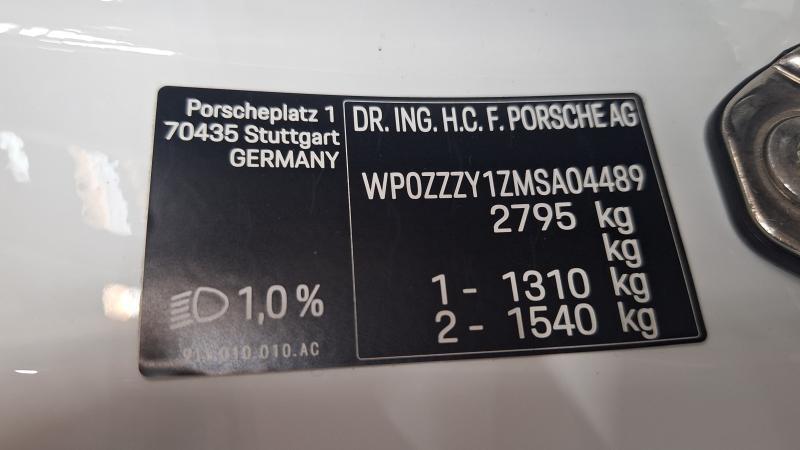 Porscheplatz 1
70435 Stuttgart
GERMANY
1,0 %
DR. ING. H.C. F. PORSCHE AG
WP0ZZZY1ZMSA04489
2795 kg
kg
1 - 1310 kg
2 - 1540 kg